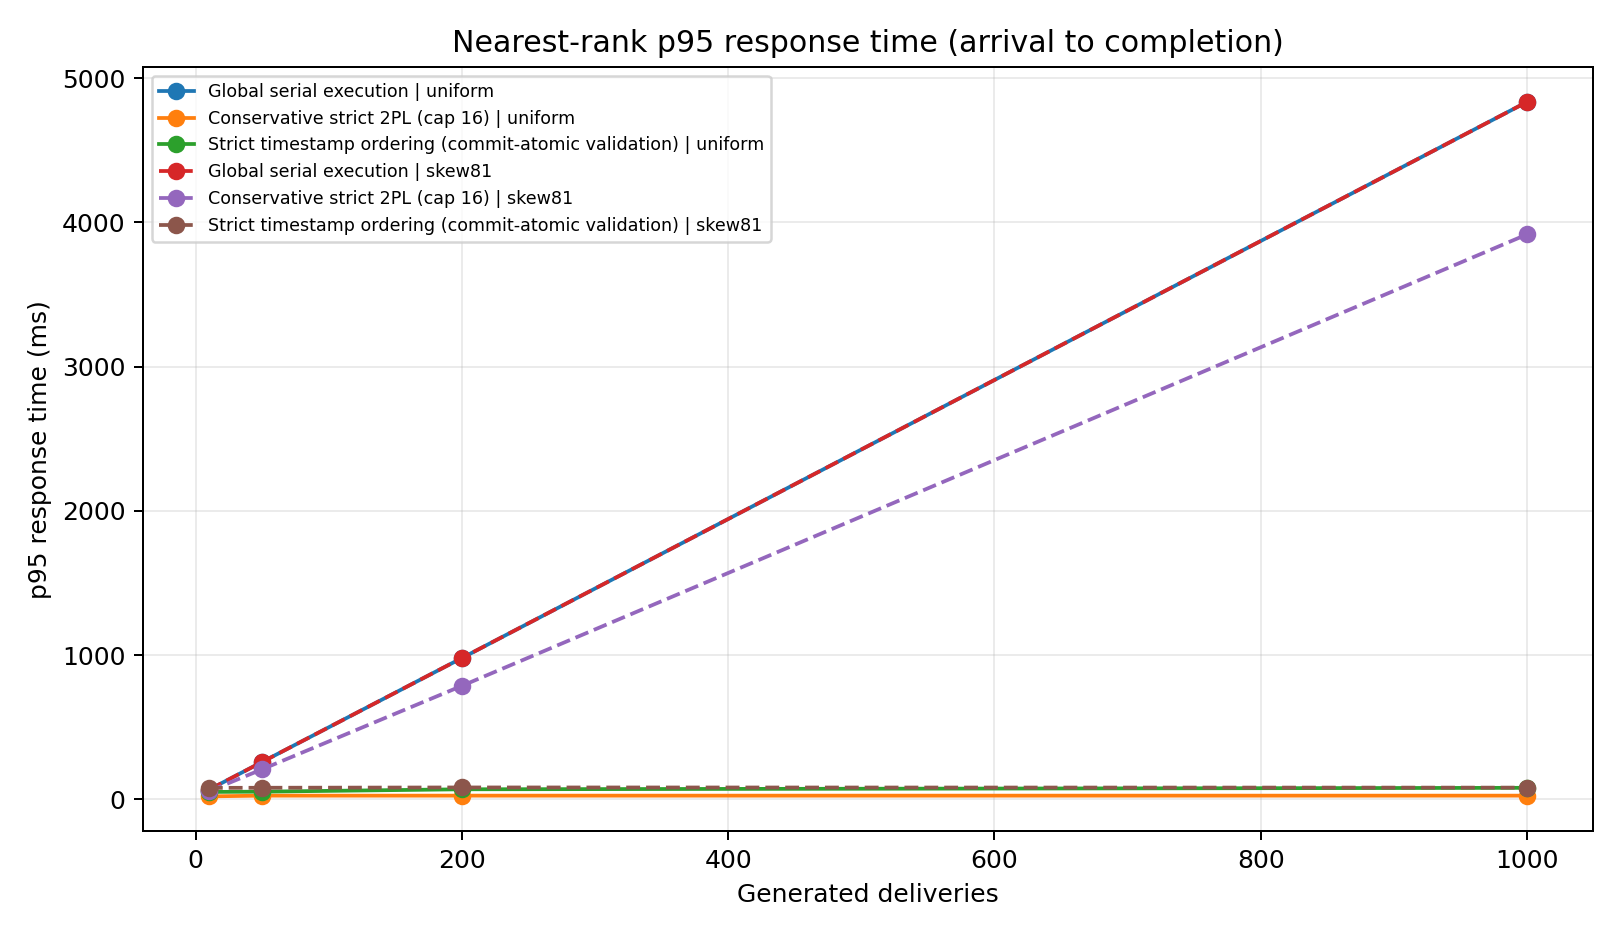 Nearest-rank p95 response time (arrival to completion)
Global serial execution | uniform
Conservative strict 2PL (cap 16) | uniform
Strict timestamp ordering (commit-atomic validation) | uniform
Global serial execution | skew81
Conservative strict 2PL (cap 16) | skew81
Strict timestamp ordering (commit-atomic validation) | skew81
p95 response time (ms)
5000
4000
3000
2000
1000
0
0 200 400 600 800 1000
Generated deliveries